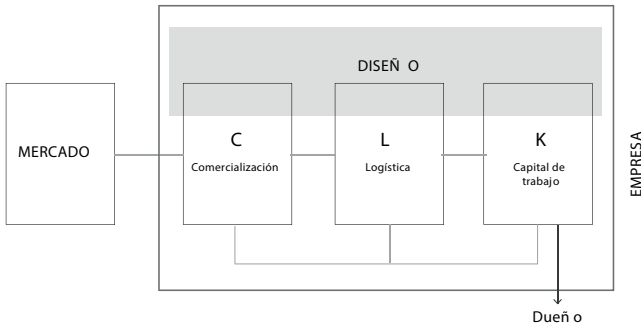 DISEÑ O
MERCADO
C
Comercialización
L
Logística
K
Capital de
trabajo
EMPRESA
Dueñ o